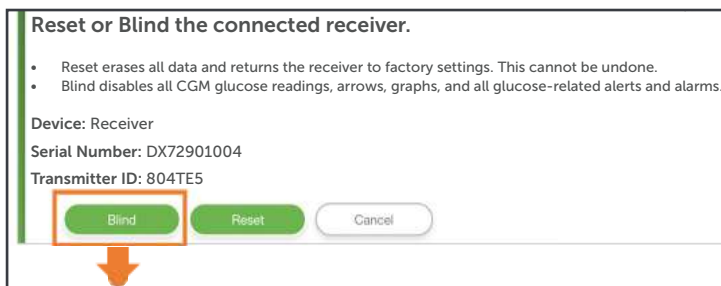 Reset or Blind the connected receiver.
• Reset erases all data and returns the receiver to factory settings. This cannot be undone.
• Blind disables all CGM glucose readings, arrows, graphs, and all glucose-related alerts and alarms.
Device: Receiver
Serial Number: DX72901004
Transmitter ID: 804TE5
Blind Reset Cancel